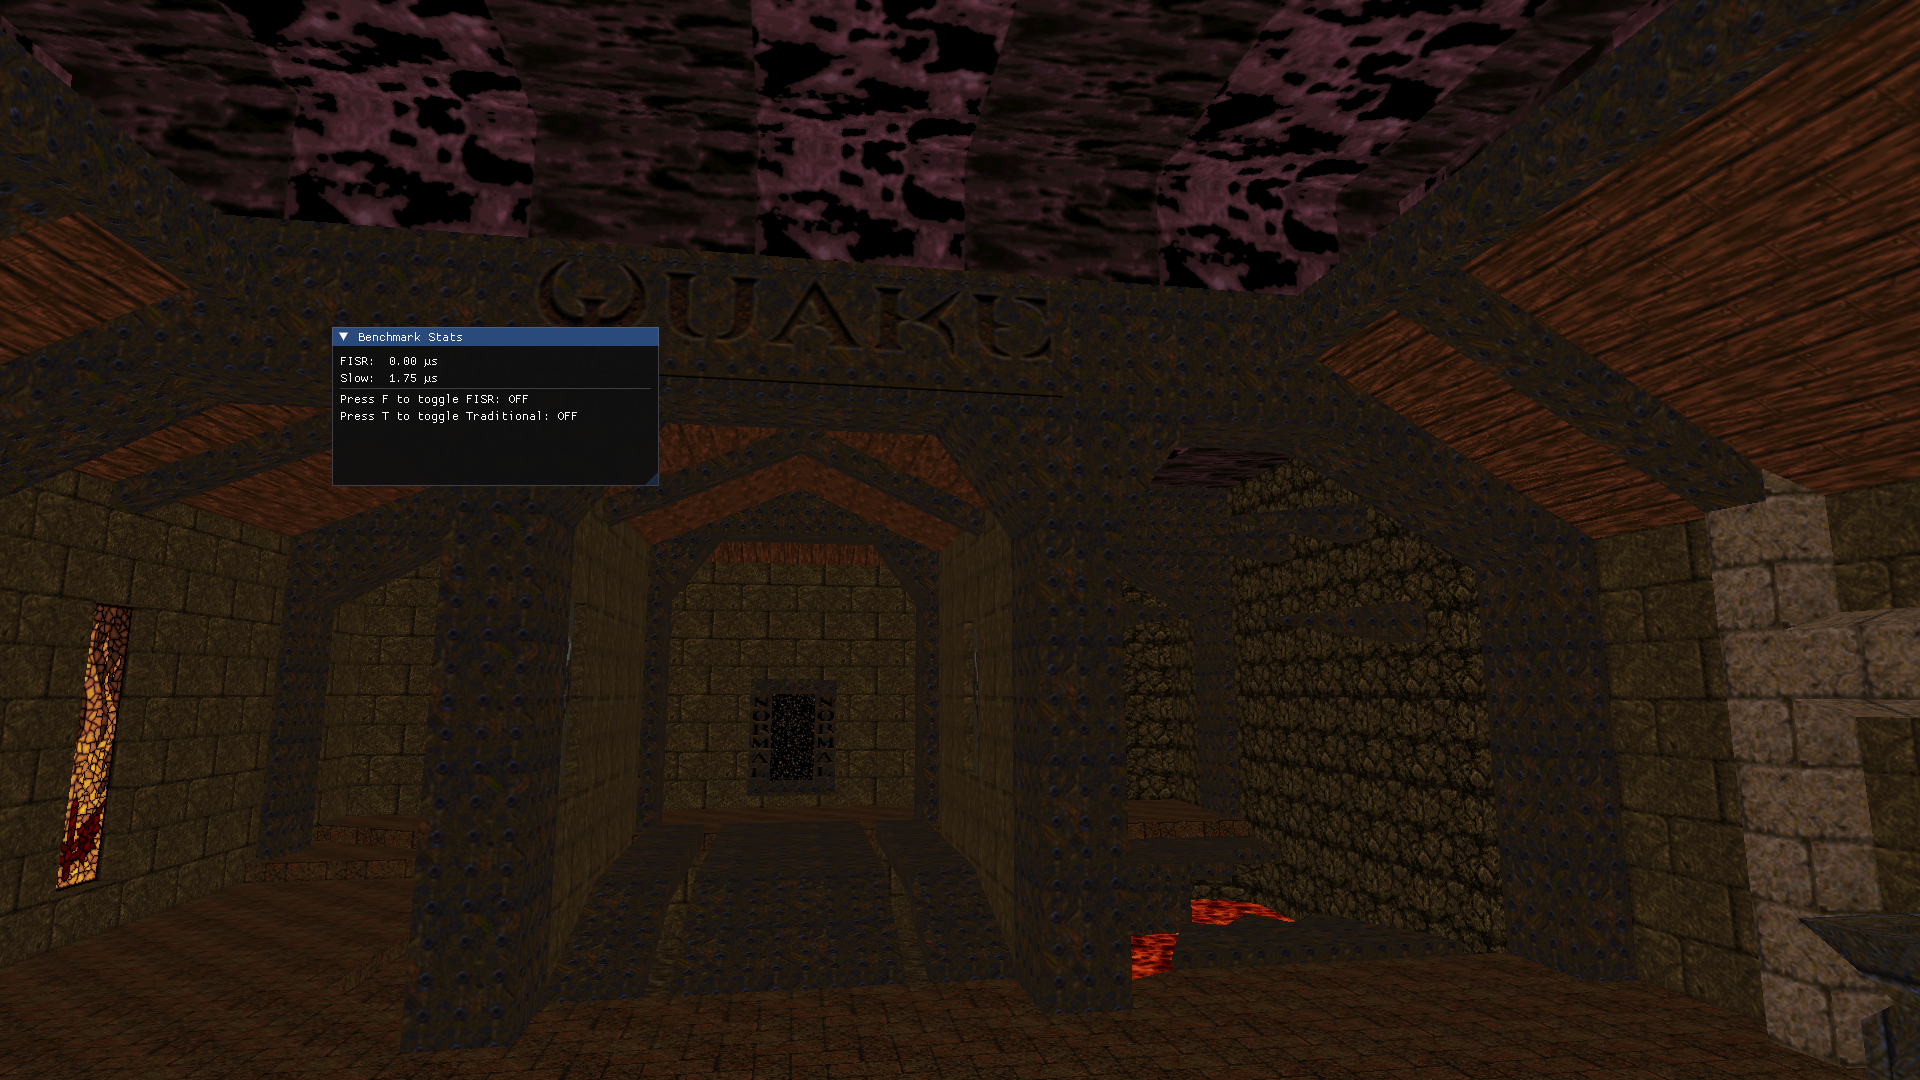 QUAKE
▼ Benchmark Stats
FISR: 0.00 µs
Slow: 1.75 µs
Press F to toggle FISR: OFF
Press T to toggle Traditional: OFF
NORMAL
NORMAL